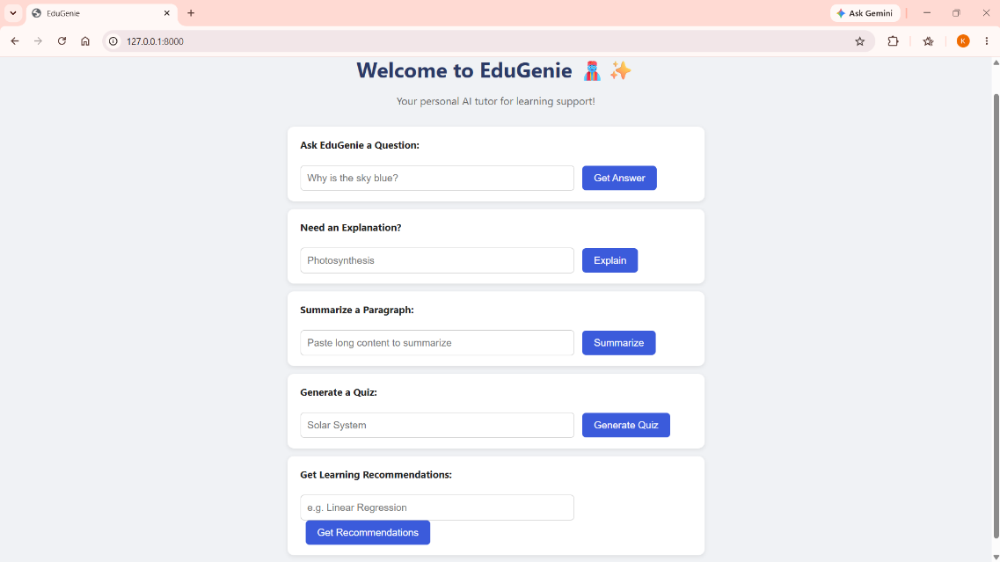 EduGenie
Ask Gemini
127.0.0.1:8000
K
Welcome to EduGenie 🧞 ✨
Your personal AI tutor for learning support!
Ask EduGenie a Question:
Why is the sky blue?
Get Answer
Need an Explanation?
Photosynthesis
Explain
Summarize a Paragraph:
Paste long content to summarize
Summarize
Generate a Quiz:
Solar System
Generate Quiz
Get Learning Recommendations:
e.g. Linear Regression
Get Recommendations